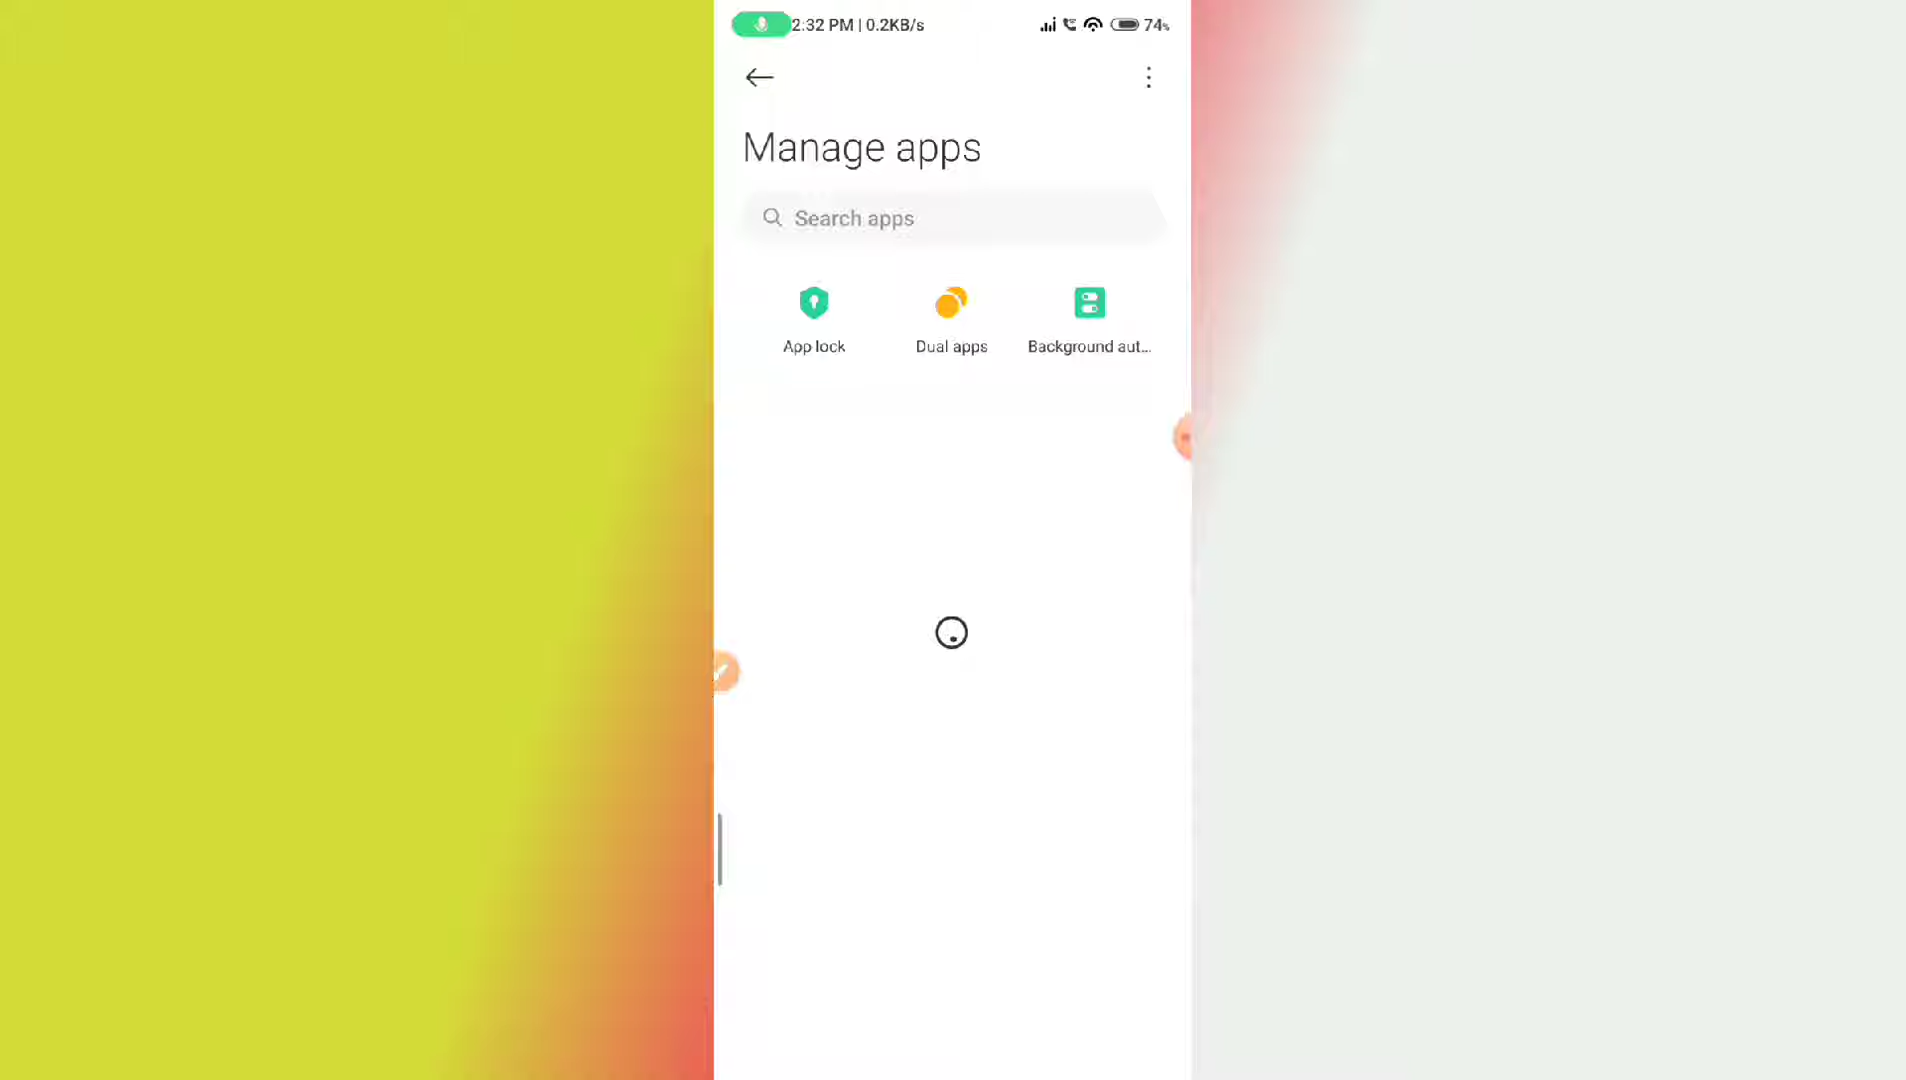 2:32 PM | 0.2KB/s 74%
Manage apps
Search apps
App lock
Dual apps
Background aut...